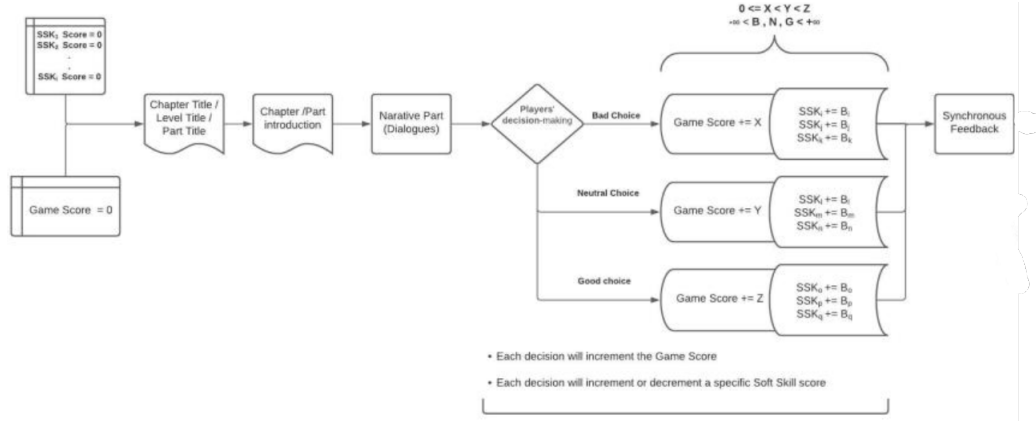 0 <= X < Y < Z
-∞ < B , N, G < +∞
SSK₁ Score = 0
SSK₂ Score = 0
.
.
SSKᵢ Score = 0
Game Score = 0
Chapter Title /
Level Title /
Part Title
Chapter /Part
introduction
Narative Part
(Dialogues)
Players'
decision-making
Bad Choice
Game Score += X
SSKᵢ += Bᵢ
SSKⱼ += Bⱼ
SSKₖ += Bₖ
Synchronous
Feedback
Neutral Choice
Game Score += Y
SSKₗ += Bₗ
SSKₘ += Bₘ
SSKₙ += Bₙ
Good choice
Game Score += Z
SSKₒ += Bₒ
SSKₚ += Bₚ
SSK_q += B_q
• Each decision will increment the Game Score
• Each decision will increment or decrement a specific Soft Skill score